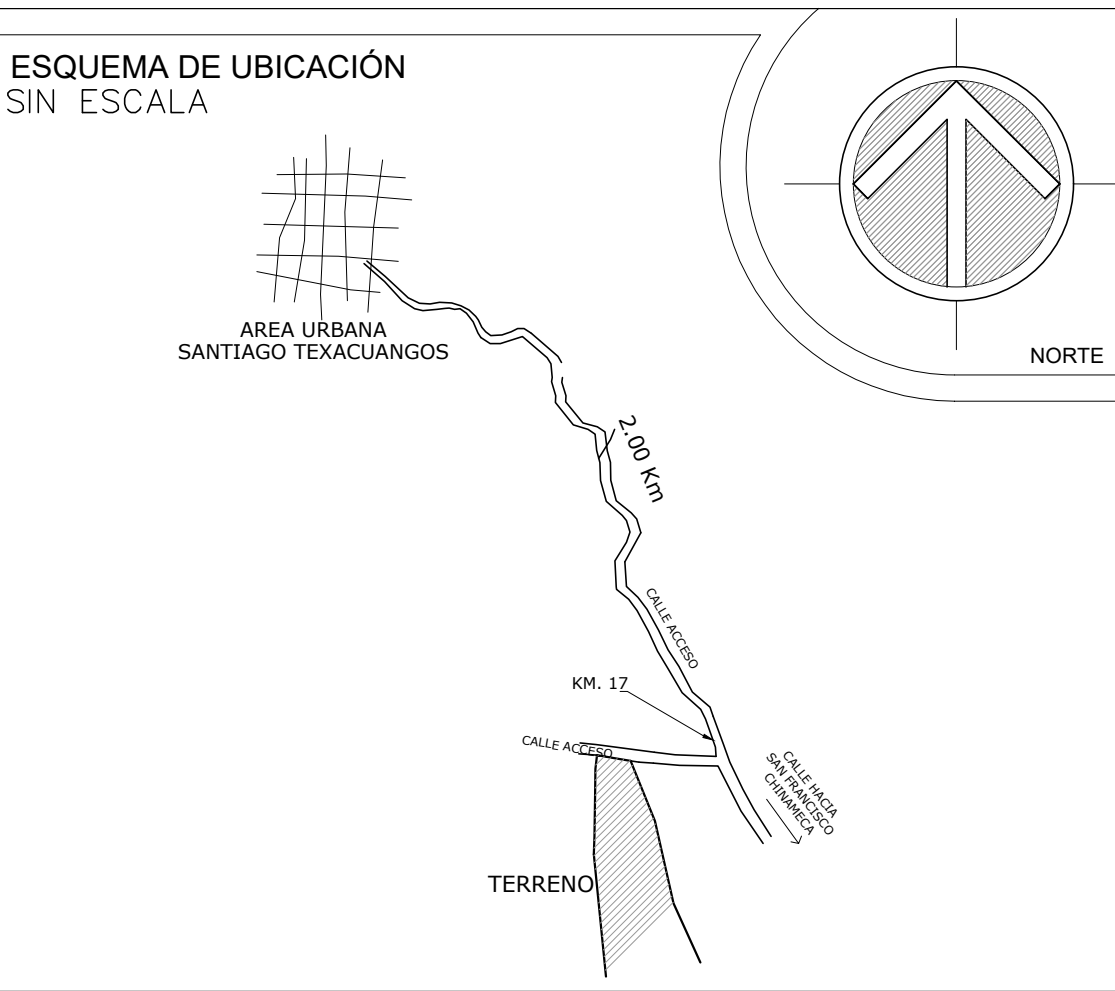 ESQUEMA DE UBICACIÓN
SIN ESCALA
NORTE
AREA URBANA
SANTIAGO TEXACUANGOS
2.00 Km
CALLE ACCESO
KM. 17
CALLE ACCESO
CALLE HACIA
SAN FRANCISCO
CHINAMECA
TERRENO